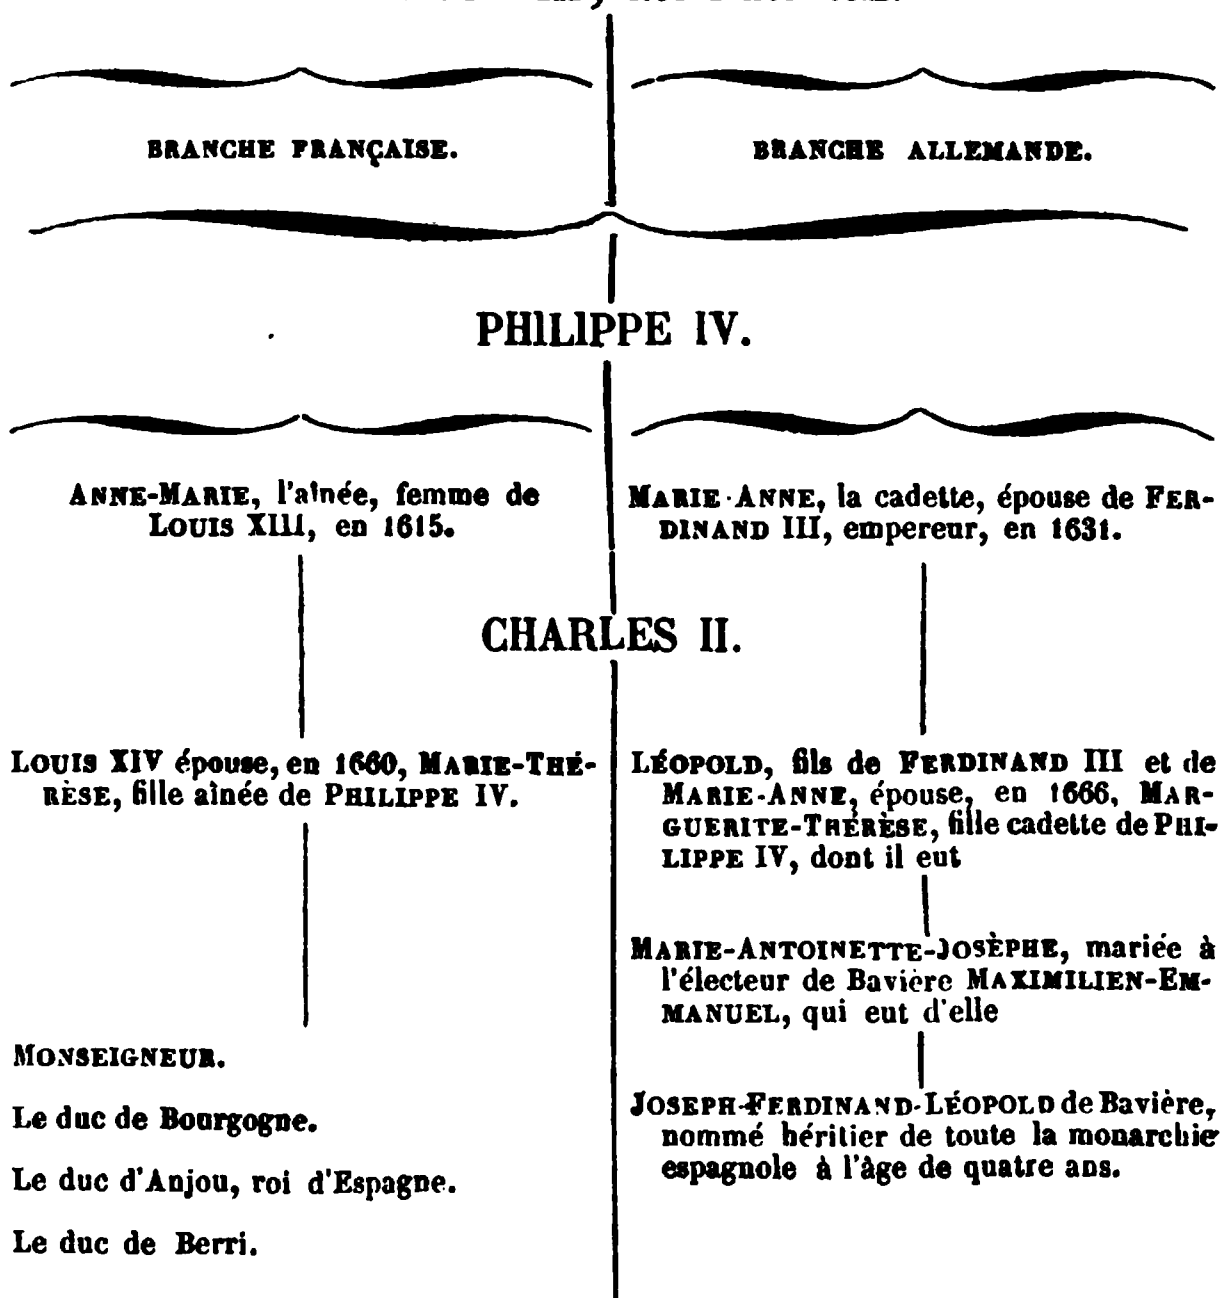 BRANCHE FRANÇAISE.
BRANCHE ALLEMANDE.
PHILIPPE IV.
ANNE-MARIE, l'aînée, femme de
LOUIS XIII, en 1615.
MARIE-ANNE, la cadette, épouse de FER-
DINAND III, empereur, en 1631.
CHARLES II.
LOUIS XIV épouse, en 1660, MARIE-THÉ-
RÈSE, fille aînée de PHILIPPE IV.
MONSEIGNEUR.
Le duc de Bourgogne.
Le duc d'Anjou, roi d'Espagne.
Le duc de Berri.
LÉOPOLD, fils de FERDINAND III et de
MARIE-ANNE, épouse, en 1666, MAR-
GUERITE-THÉRÈSE, fille cadette de PHI-
LIPPE IV, dont il eut
MARIE-ANTOINETTE-JOSÈPHE, mariée à
l'électeur de Bavière MAXIMILIEN-EM-
MANUEL, qui eut d'elle
JOSEPH-FERDINAND-LÉOPOLD de Bavière,
nommé héritier de toute la monarchie
espagnole à l'âge de quatre ans.